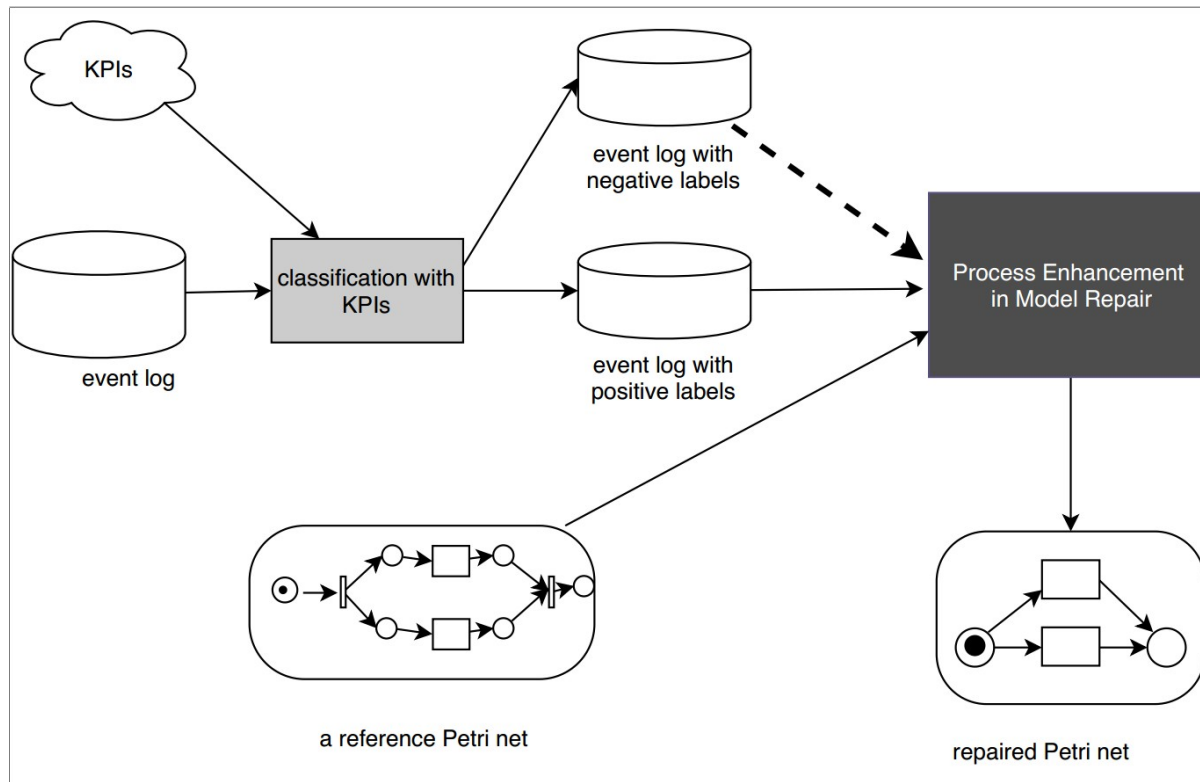 KPIs
event log with
negative labels
classification with
KPIs
Process Enhancement
in Model Repair
event log
event log with
positive labels
a reference Petri net
repaired Petri net